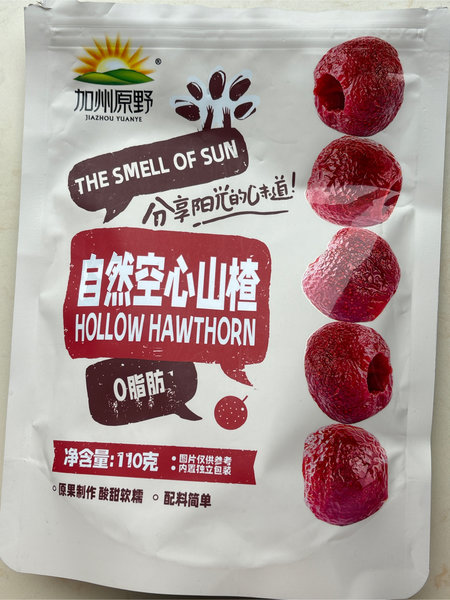 ®
加州原野
JIAZHOU YUANYE
THE SMELL OF SUN
分享阳光的味道!
自然空心山楂
HOLLOW HAWTHORN
0脂肪
净含量:110克
•图片仅供参考
•内置独立包装
○原果制作 酸甜软糯 ○配料简单